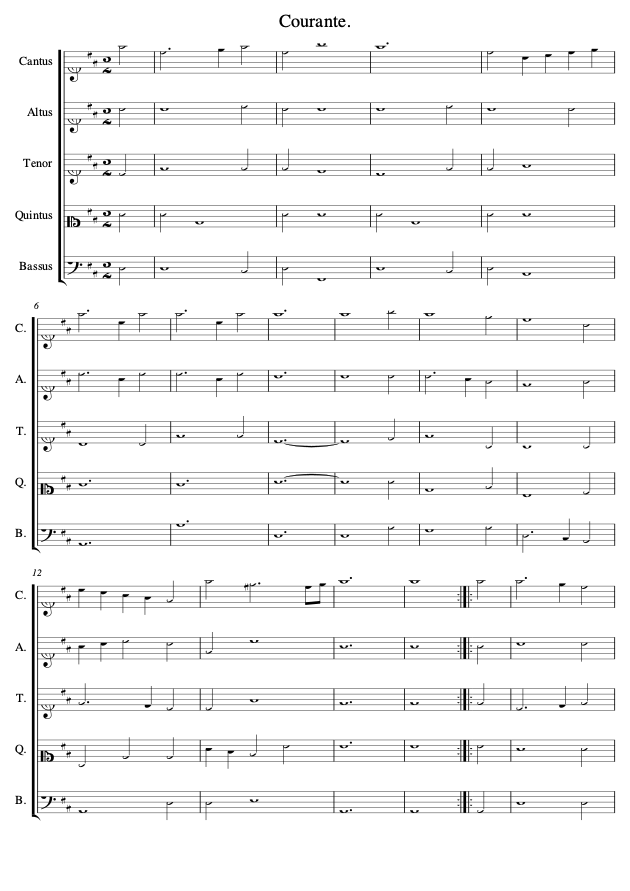 Courante.
Cantus
Altus
Tenor
Quintus
Bassus
6
C.
A.
T.
Q.
B.
12
C.
A.
T.
Q.
B.